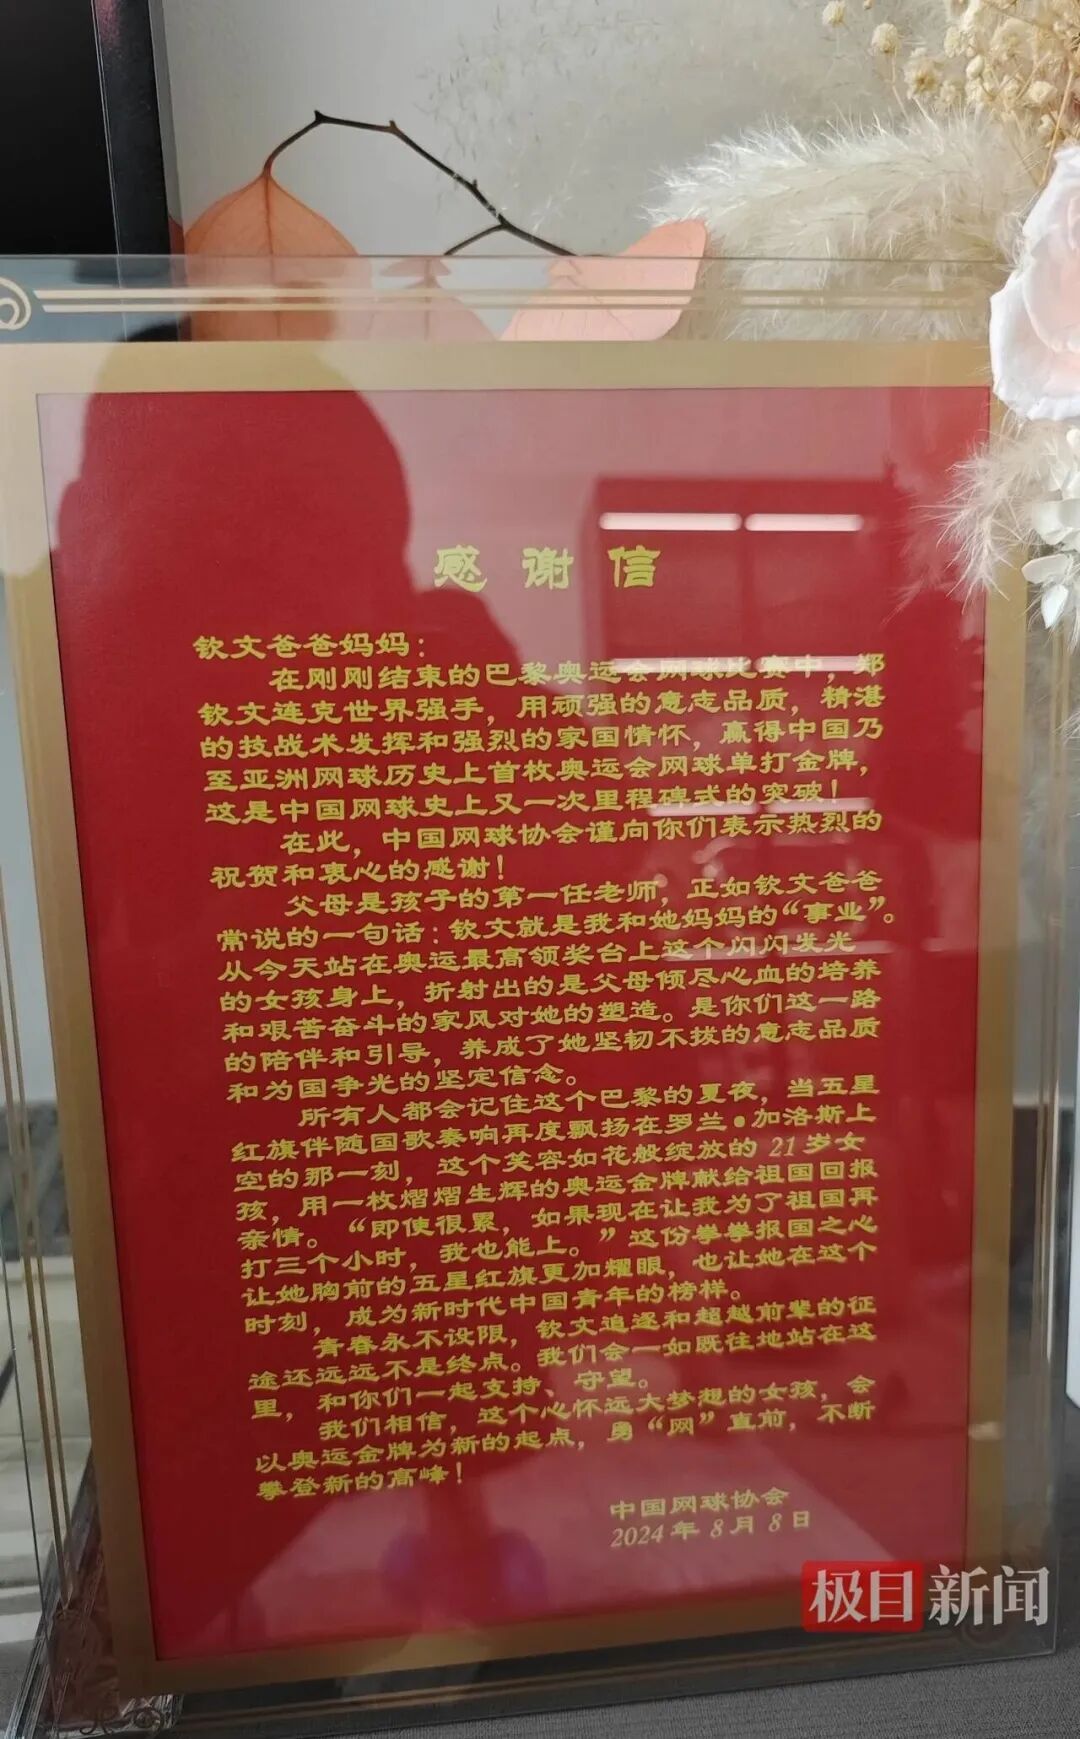 感谢信
钦文爸爸妈妈：
在刚刚结束的巴黎奥运会网球比赛中，郑
钦文连克世界强手，用顽强的意志品质，精湛
的技战术发挥和强烈的家国情怀，赢得中国乃
至亚洲网球历史上首枚奥运会网球单打金牌，
这是中国网球史上又一次里程碑式的突破！
在此，中国网球协会谨向你们表示热烈的
祝贺和衷心的感谢！
父母是孩子的第一任老师，正如钦文爸爸
常说的一句话：钦文就是我和她妈妈的“事业”。
从今天站在奥运最高领奖台上这个闪闪发光
的女孩身上，折射出的是父母倾尽心血的培养
和艰苦奋斗的家风对她的塑造。是你们这一路
的陪伴和引导，养成了她坚韧不拔的意志品质
和为国争光的坚定信念。
所有人都会记住这个巴黎的夏夜，当五星
红旗伴随国歌奏响再度飘扬在罗兰•加洛斯上
空的那一刻，这个笑容如花般绽放的21岁女
孩，用一枚熠熠生辉的奥运金牌献给祖国回报
亲情。“即使很累，如果现在让我为了祖国再
打三个小时，我也能上。”这份拳拳报国之心
让她胸前的五星红旗更加耀眼，也让她在这个
时刻，成为新时代中国青年的榜样。
青春永不设限，钦文追逐和超越前辈的征
途还远远不是终点。我们会一如既往地站在这
里，和你们一起支持、守望。
我们相信，这个心怀远大梦想的女孩，会
以奥运金牌为新的起点，勇“网”直前，不断
攀登新的高峰！
中国网球协会
2024年8月8日
极目新闻